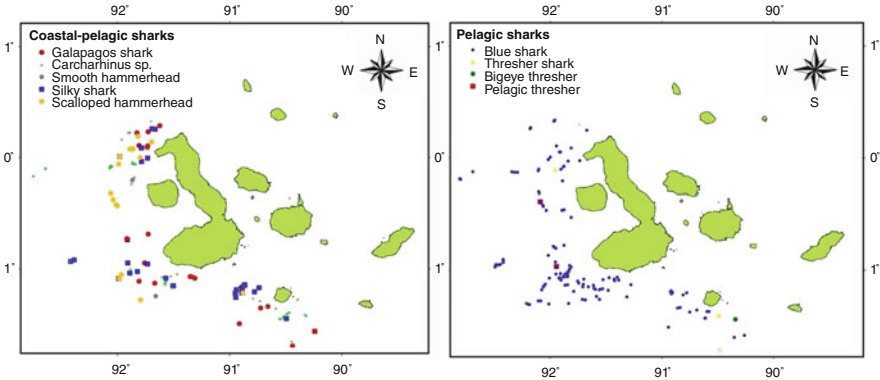 92° 91° 90°
Coastal-pelagic sharks
Galapagos shark
Carcharhinus sp.
Smooth hammerhead
Silky shark
Scalloped hammerhead
N
W E
S
1°
0°
1°
92° 91° 90°
92° 91° 90°
Pelagic sharks
Blue shark
Thresher shark
Bigeye thresher
Pelagic thresher
N
W E
S
1°
0°
1°
92° 91° 90°